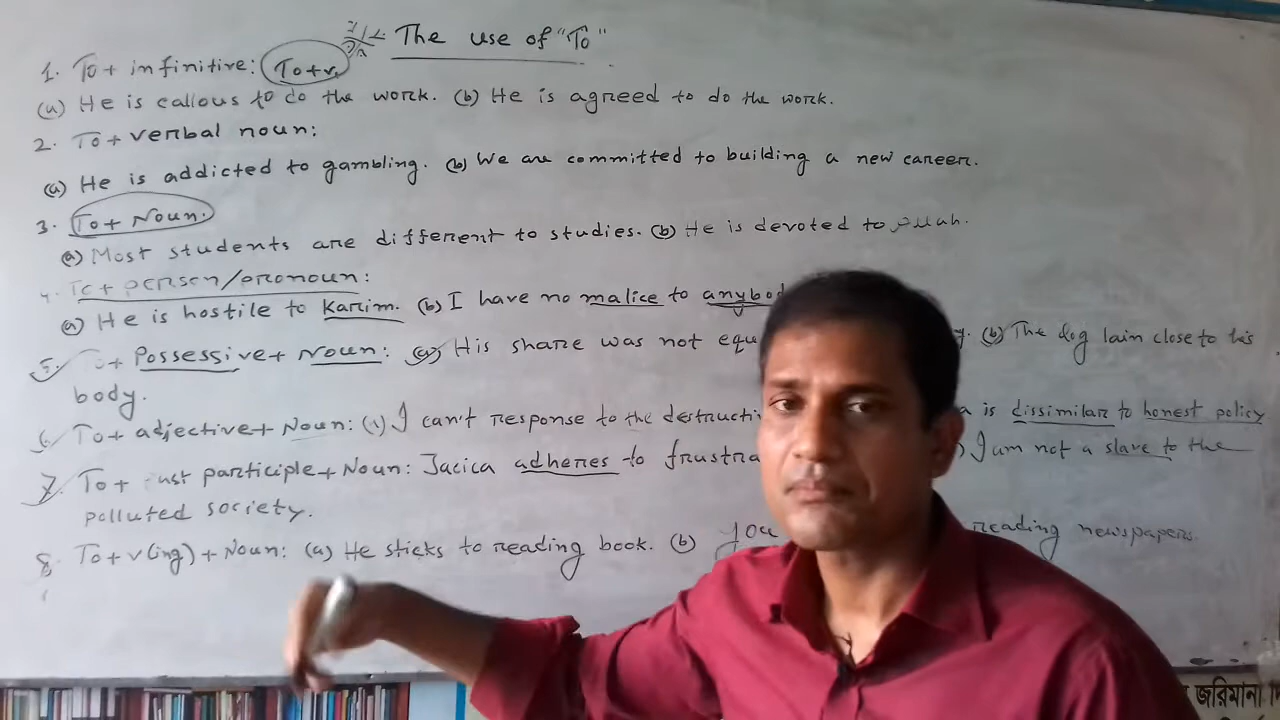 The use of "To"
1. To+ infinitive: (To+v.)
(a) He is callous to do the work. (b) He is agreed to do the work.
2. To+verbal noun:
(a) He is addicted to gambling. (b) We are committed to building a new career.
3. To+ Noun.
(a) Most students are different to studies. (b) He is devoted to
4. To+ person/pronoun:
(a) He is hostile to Karim. (b) I have no malice to anybod
5. To+ Possessive+ Noun: (a) His share was not equ (b) The dog lain close to his
body.
6. To+ adjective+ Noun: (1) I can't response to the destructi is dissimilar to honest policy
7. To+ participle+ Noun: Jacica adheres to frustra I am not a slave to the
polluted society.
8. To+v(ing)+Noun: (a) He sticks to reading book. (b) reading newspapers.
জরিমানা